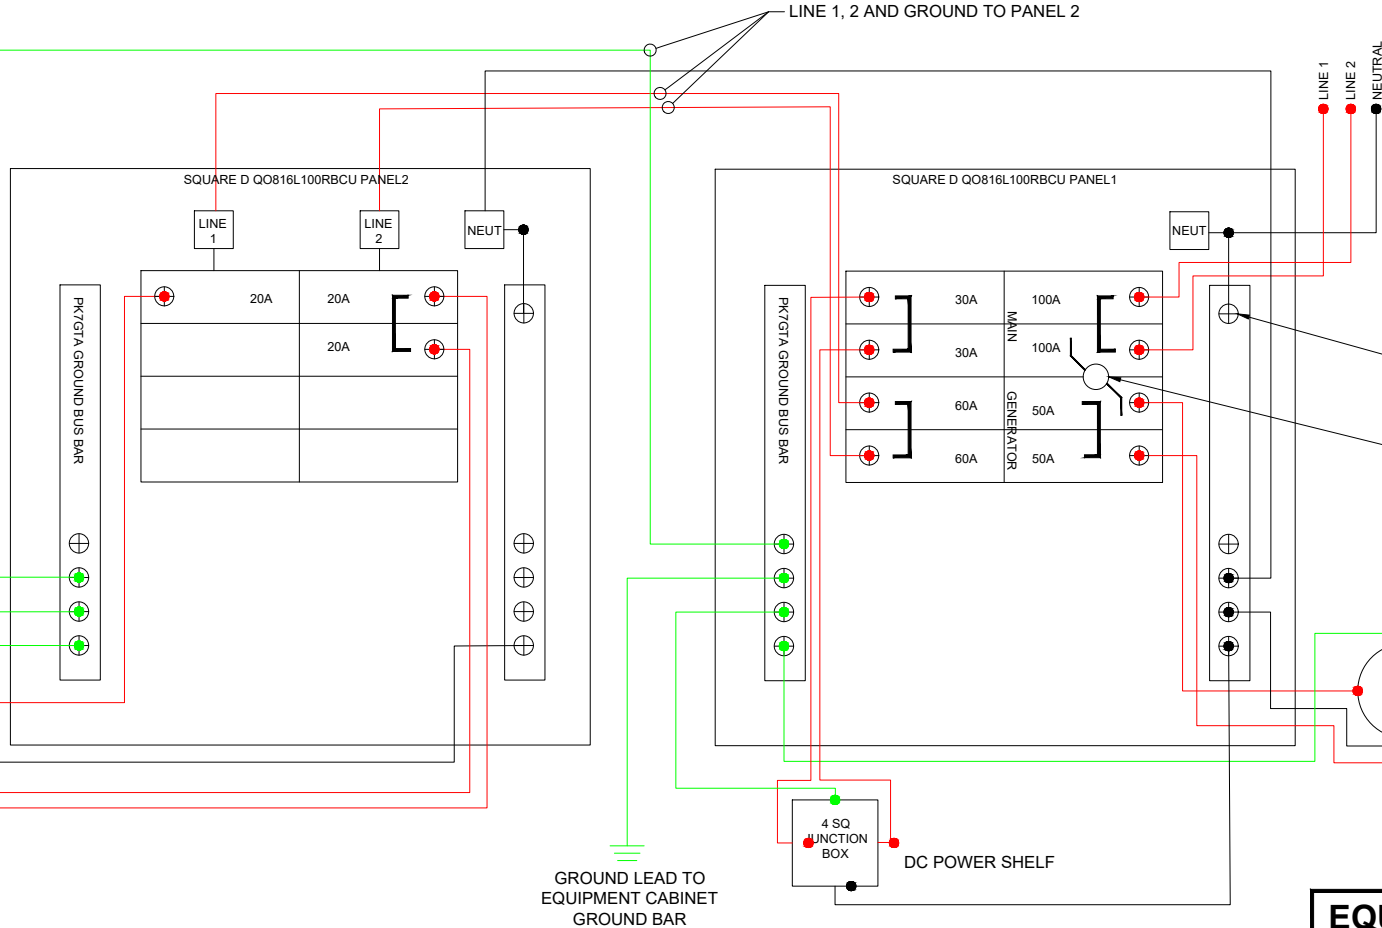 LINE 1, 2 AND GROUND TO PANEL 2
LINE 1
LINE 2
NEUTRAL
SQUARE D QO816L100RBCU PANEL2
SQUARE D QO816L100RBCU PANEL1
LINE
1
LINE
2
NEUT
NEUT
20A
20A
20A
PK7GTA GROUND BUS BAR
PK7GTA GROUND BUS BAR
30A
100A
30A
100A
60A
50A
60A
50A
MAIN
GENERATOR
4 SQ
JUNCTION
BOX
DC POWER SHELF
GROUND LEAD TO
EQUIPMENT CABINET
GROUND BAR